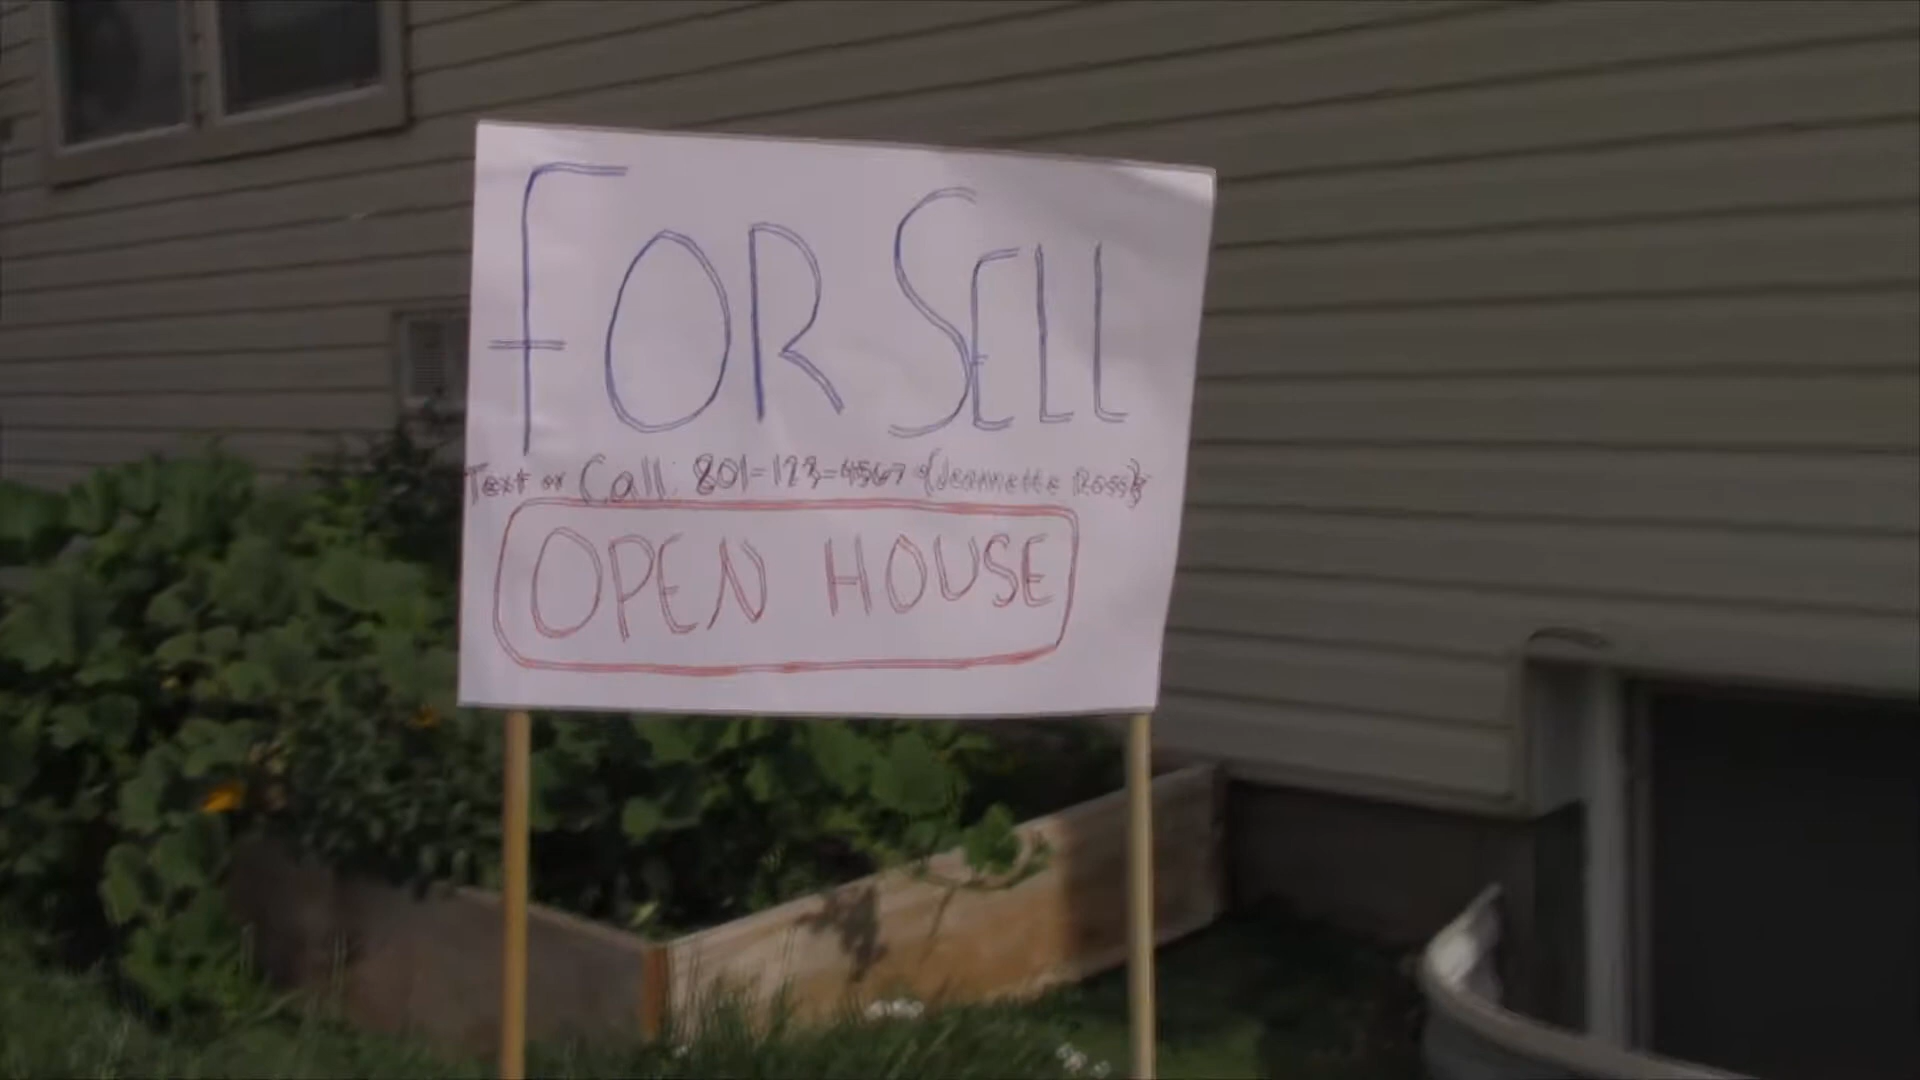 FOR SELL
Text or Call: 801-123-4567 (Jeannette Ross)
OPEN HOUSE